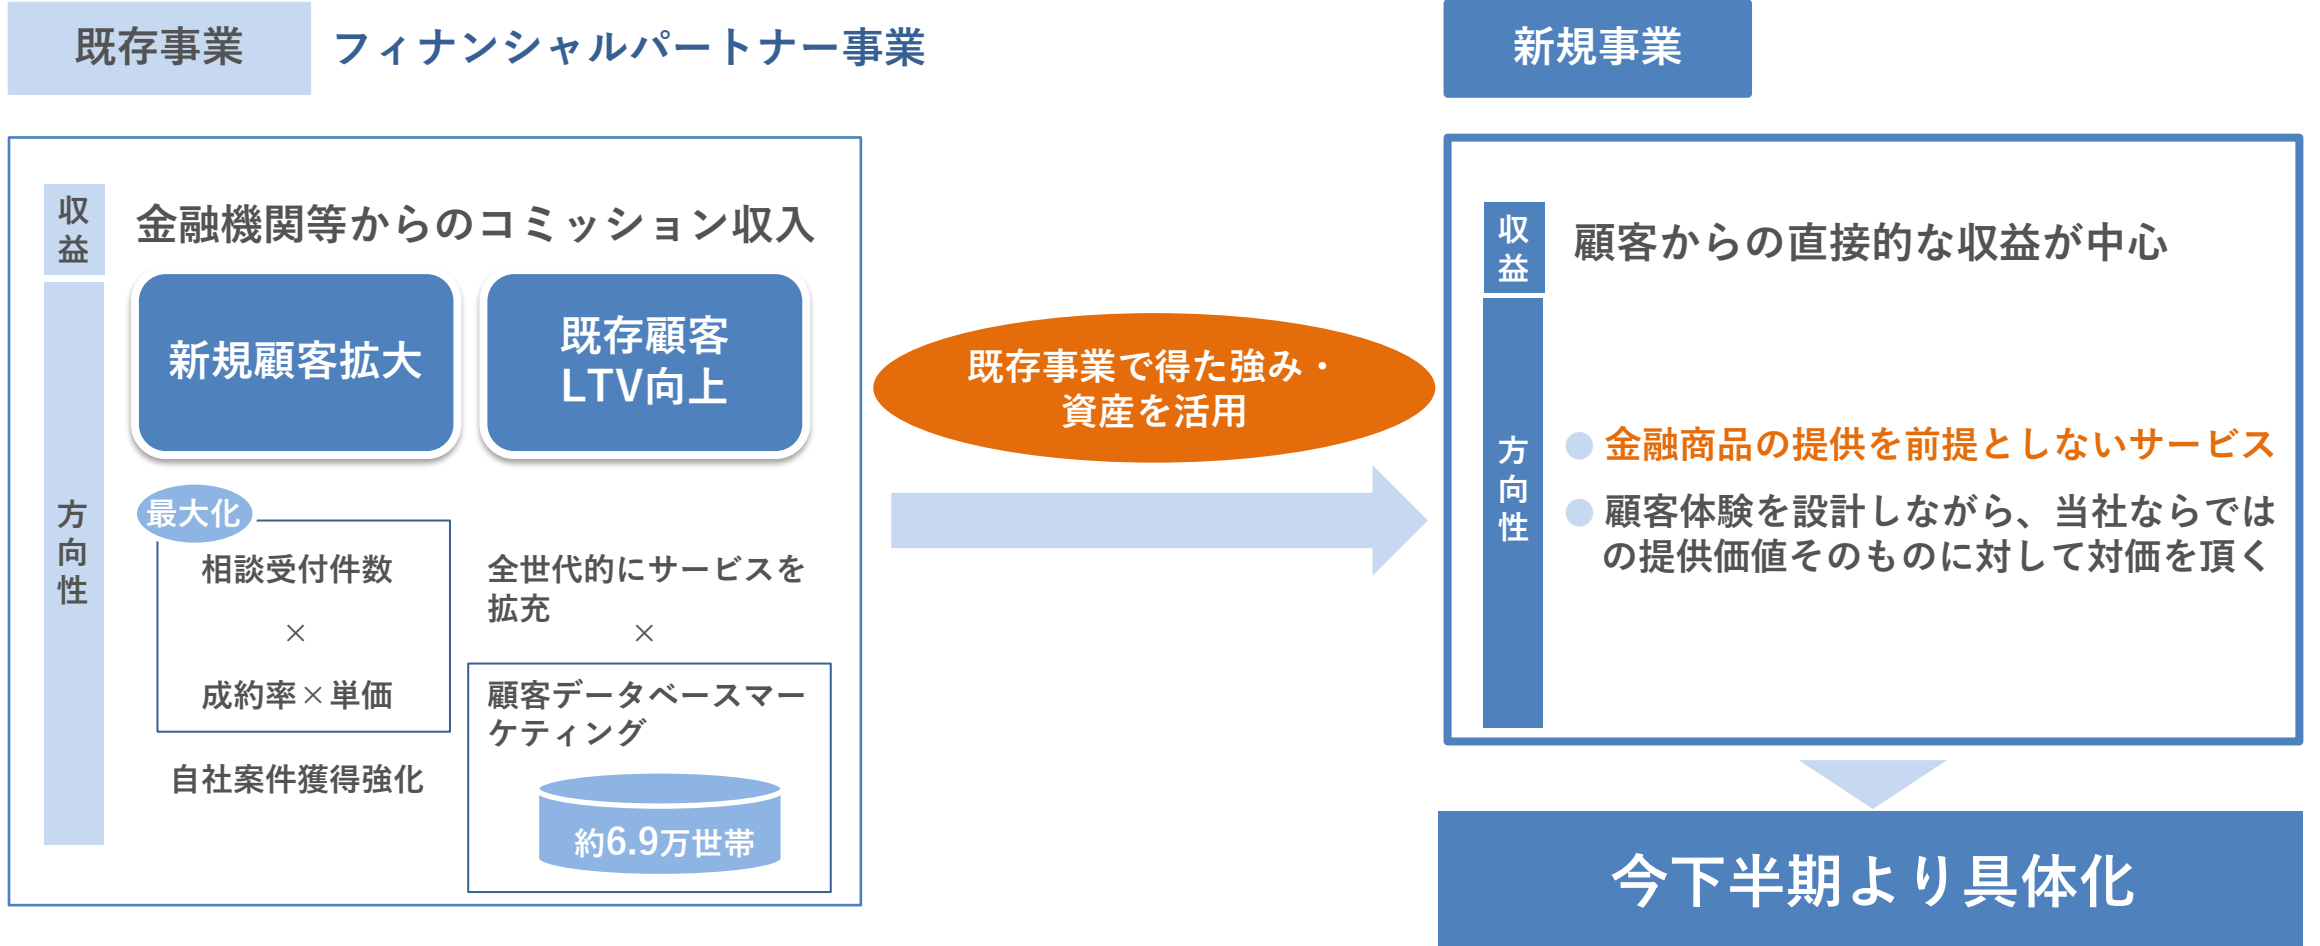 既存事業
フィナンシャルパートナー事業
収益
金融機関等からのコミッション収入
方向性
新規顧客拡大
既存顧客
LTV向上
最大化
相談受付件数
×
成約率×単価
自社案件獲得強化
全世代的にサービスを
拡充
×
顧客データベースマー
ケティング
約6.9万世帯
既存事業で得た強み・
資産を活用
新規事業
収益
顧客からの直接的な収益が中心
方向性
金融商品の提供を前提としないサービス
顧客体験を設計しながら、当社ならでは
の提供価値そのものに対して対価を頂く
今下半期より具体化